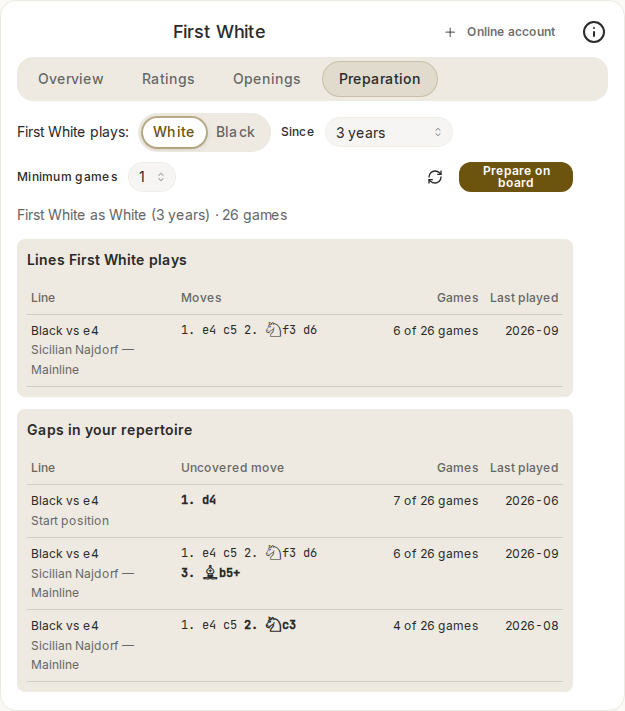 First White
+ Online account
Overview Ratings Openings Preparation
First White plays: White Black Since 3 years
Minimum games 1 Prepare on board
First White as White (3 years) · 26 games
Lines First White plays
Line Moves Games Last played
Black vs e4 1. e4 c5 2. ♘f3 d6 6 of 26 games 2026-09
Sicilian Najdorf —
Mainline
Gaps in your repertoire
Line Uncovered move Games Last played
Black vs e4 1. d4 7 of 26 games 2026-06
Start position
Black vs e4 1. e4 c5 2. ♘f3 d6 6 of 26 games 2026-09
Sicilian Najdorf — 3. ♗b5+
Mainline
Black vs e4 1. e4 c5 2. ♘c3 4 of 26 games 2026-08
Sicilian Najdorf —
Mainline